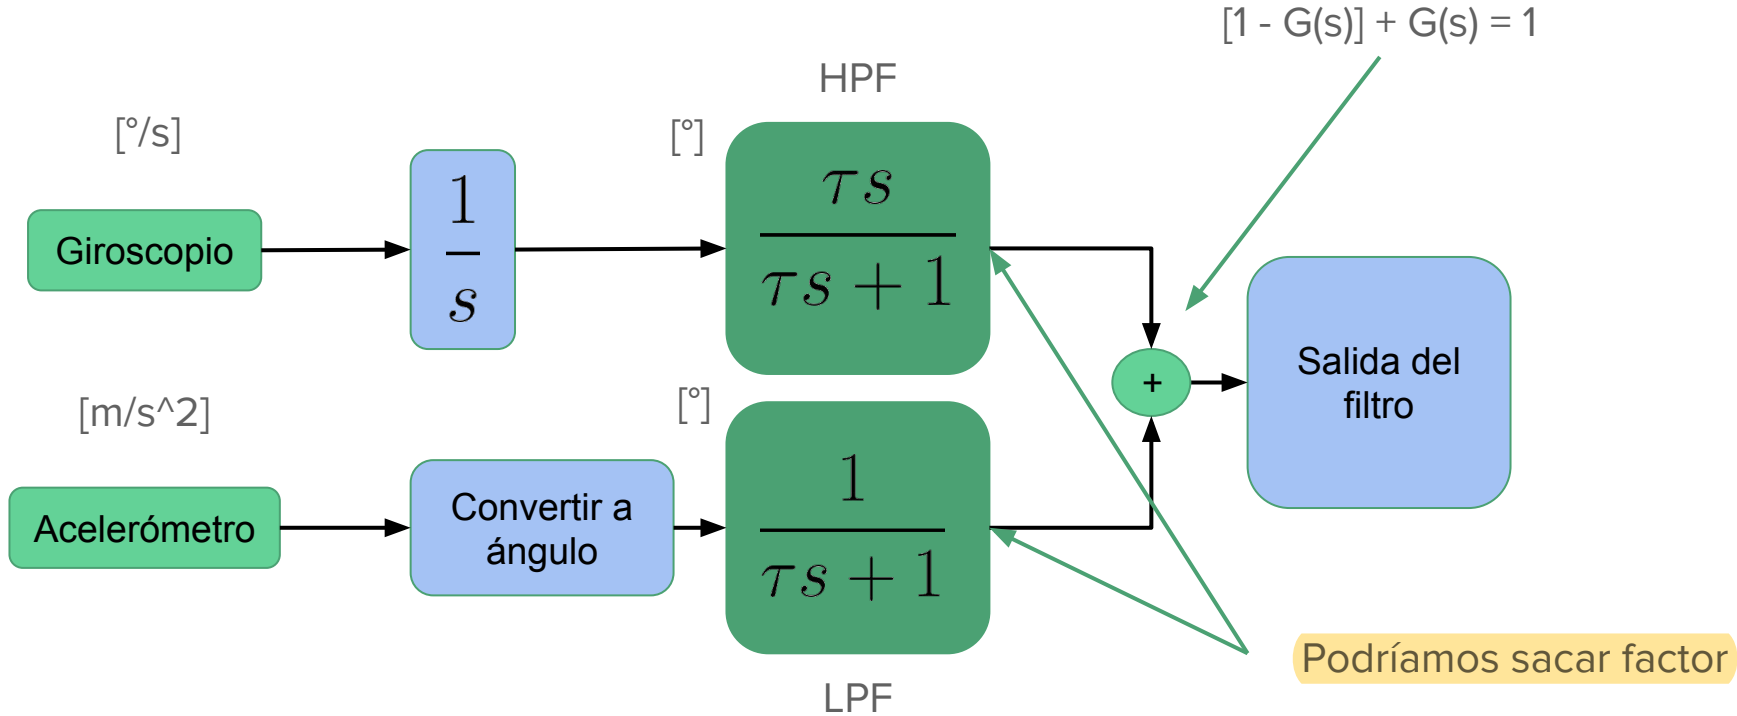 [1 - G(s)] + G(s) = 1
HPF
[°/s]
[°]
Giroscopio
1
s
τs
τs + 1
+
Salida del
filtro
[m/s^2]
[°]
Acelerómetro
Convertir a
ángulo
1
τs + 1
Podríamos sacar factor
LPF